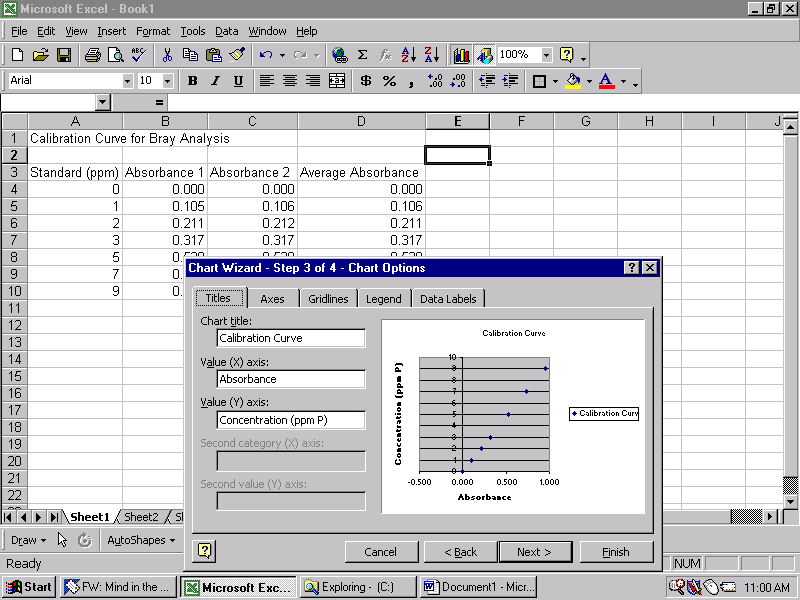 Microsoft Excel - Book1
File Edit View Insert Format Tools Data Window Help
100%
Arial 10 B I U $ % ,
=
A B C D E F G H I J
1 Calibration Curve for Bray Analysis
2
3 Standard (ppm) Absorbance 1 Absorbance 2 Average Absorbance
4 0 0.000 0.000 0.000
5 1 0.105 0.106 0.106
6 2 0.211 0.212 0.211
7 3 0.317 0.317 0.317
8 5
9 7 0.
10 9 0.
11
12
13
14
15
16
17
18
19
20
21
22
Chart Wizard - Step 3 of 4 - Chart Options
Titles Axes Gridlines Legend Data Labels
Chart title:
Calibration Curve
Value (X) axis:
Absorbance
Value (Y) axis:
Concentration (ppm P)
Second category (X) axis:
Second value (Y) axis:
Calibration Curve
Concentration (ppm P)
10
9
8
7
6
5
4
3
2
1
0
-0.500 0.000 0.500 1.000
Absorbance
Calibration Curv
Cancel < Back Next > Finish
Sheet1 Sheet2
Draw AutoShapes
Ready NUM
Start FW: Mind in the ... Microsoft Exc... Exploring - (C:) Document1 - Micr... 11:00 AM